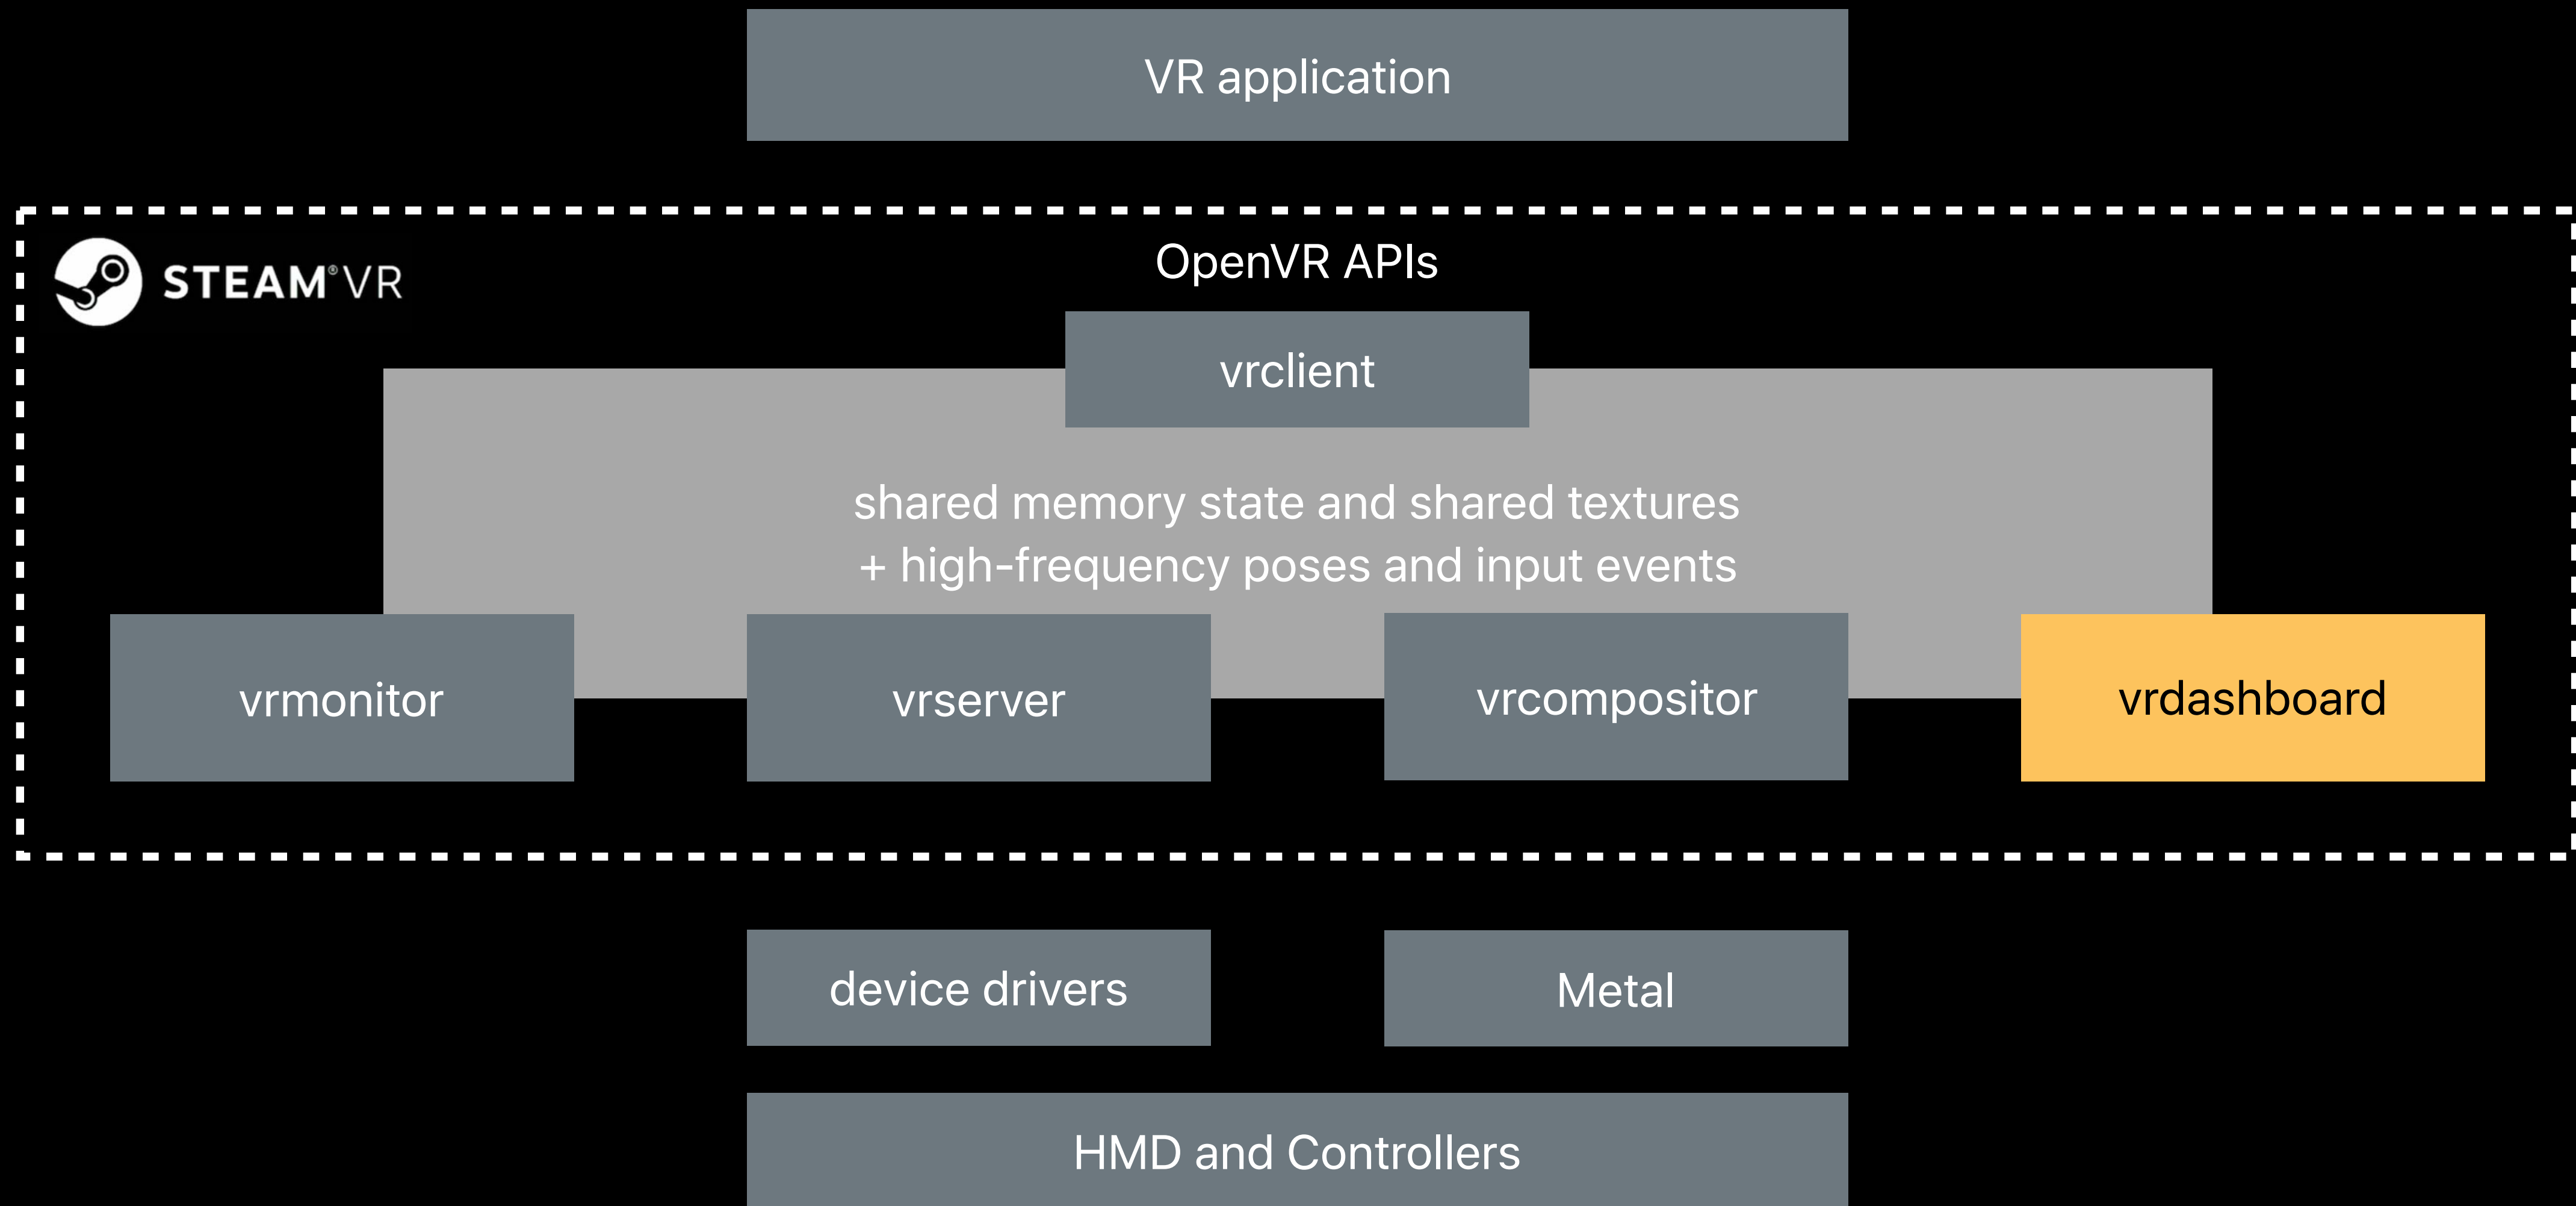 VR application
OpenVR APIs
STEAM®VR
vrclient
shared memory state and shared textures
+ high-frequency poses and input events
vrmonitor
vrserver
vrcompositor
vrdashboard
device drivers
Metal
HMD and Controllers